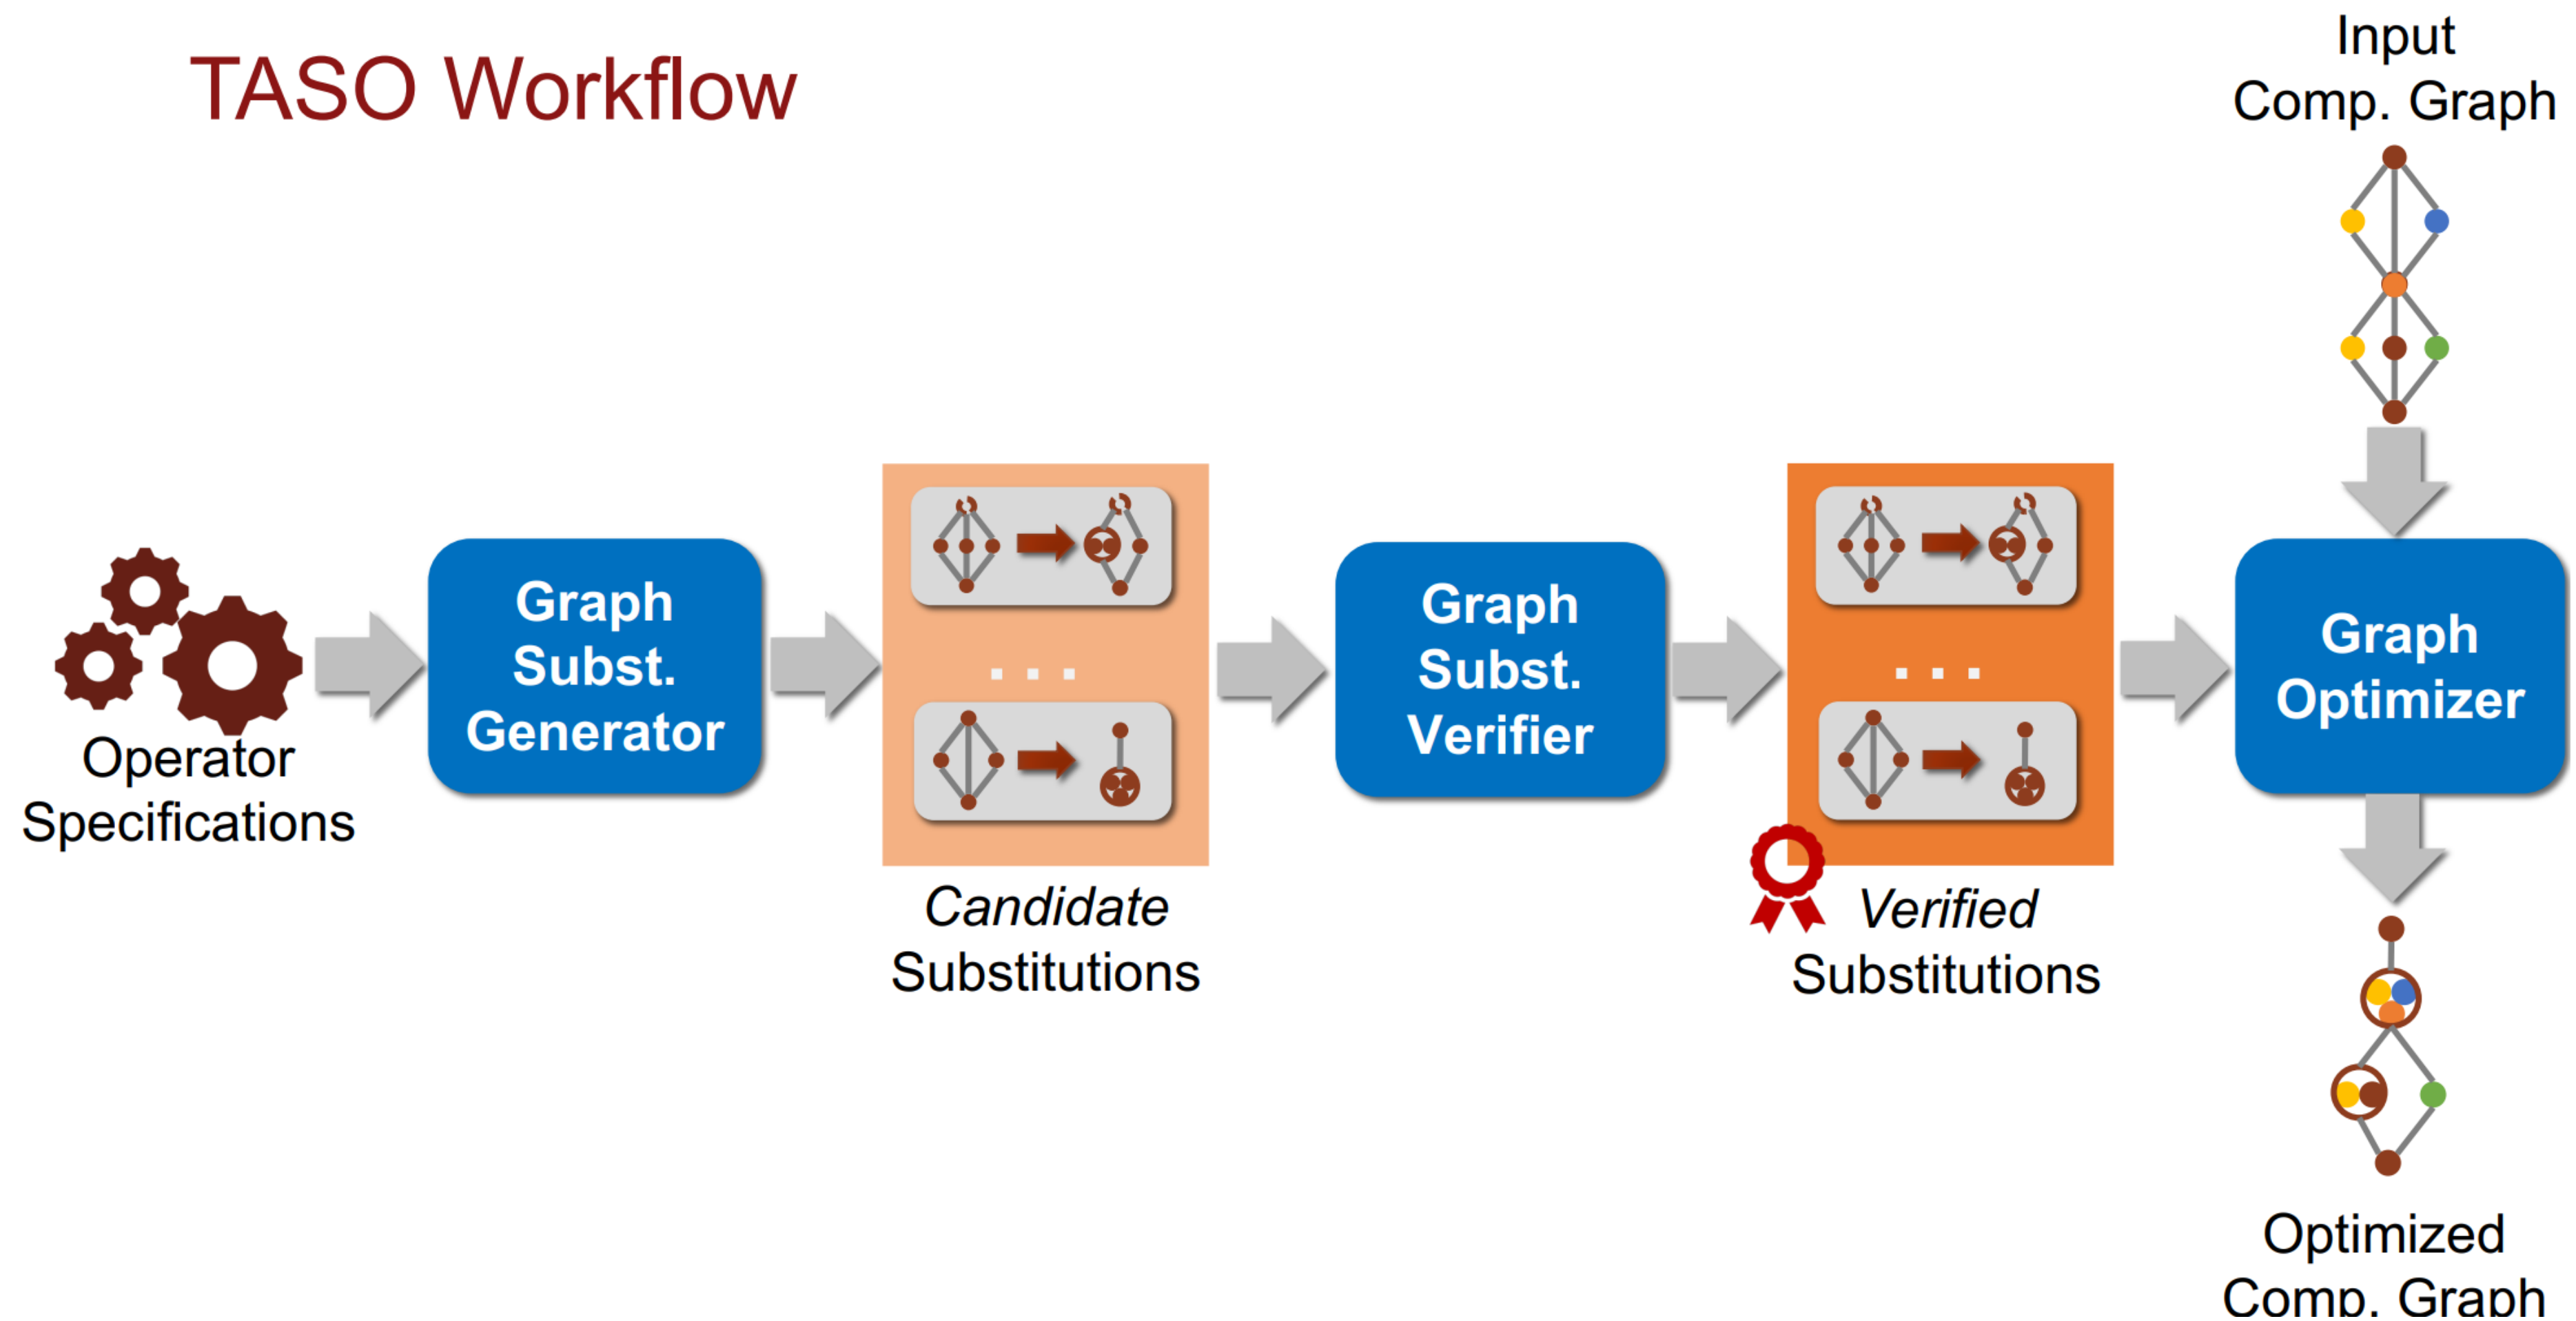 TASO Workflow
Input
Comp. Graph
Operator
Specifications
Graph
Subst.
Generator
. . .
Candidate
Substitutions
Graph
Subst.
Verifier
. . .
Verified
Substitutions
Graph
Optimizer
Optimized
Comp. Graph